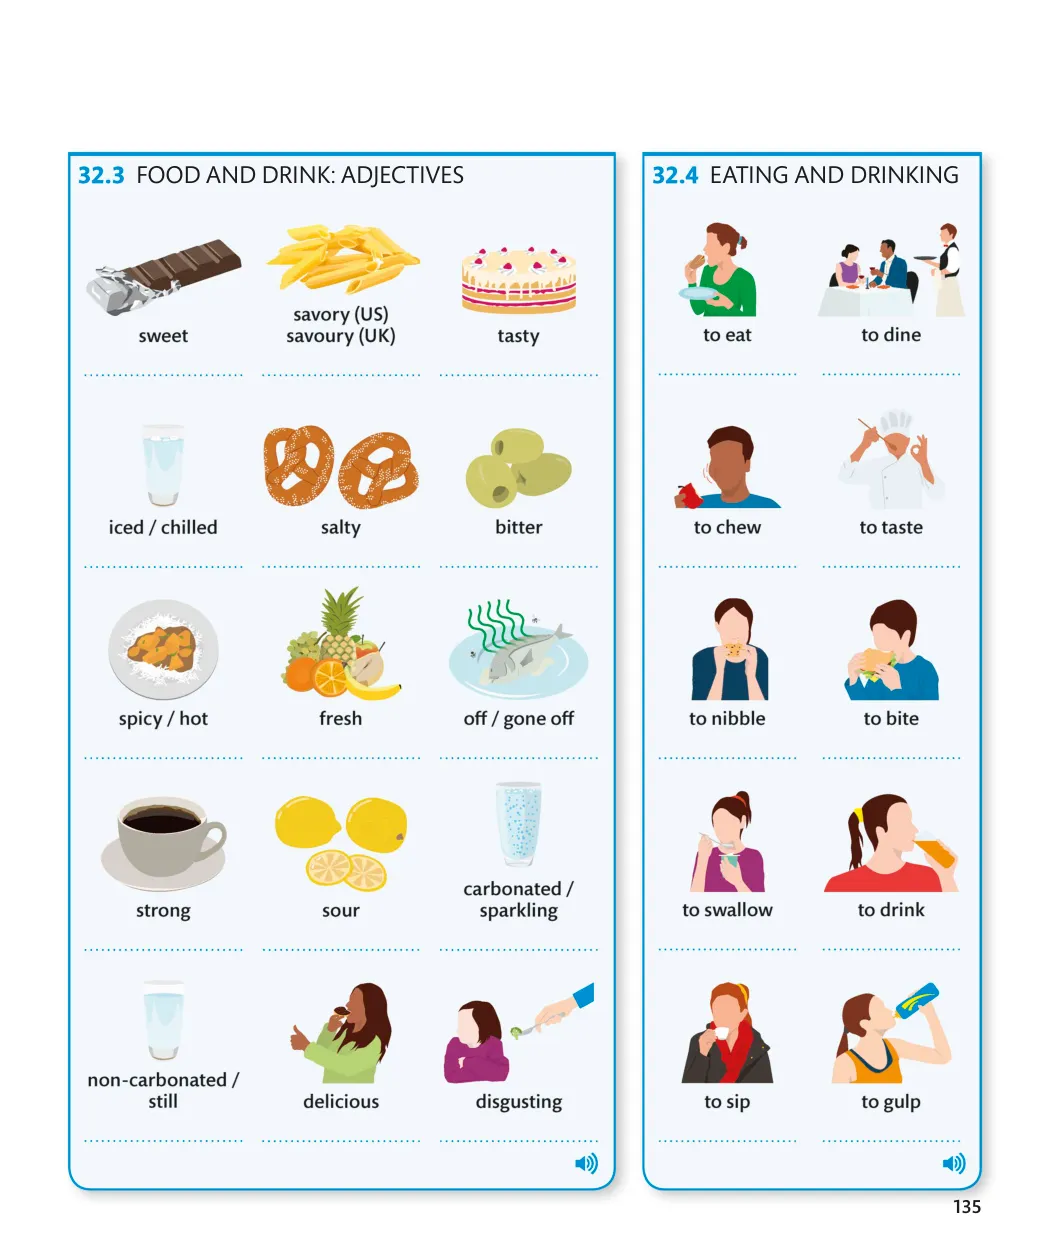 32.3 FOOD AND DRINK: ADJECTIVES
sweet
savory (US)
savoury (UK)
tasty
iced / chilled
salty
bitter
spicy / hot
fresh
off / gone off
strong
sour
carbonated /
sparkling
non-carbonated /
still
delicious
disgusting
32.4 EATING AND DRINKING
to eat
to dine
to chew
to taste
to nibble
to bite
to swallow
to drink
to sip
to gulp
135